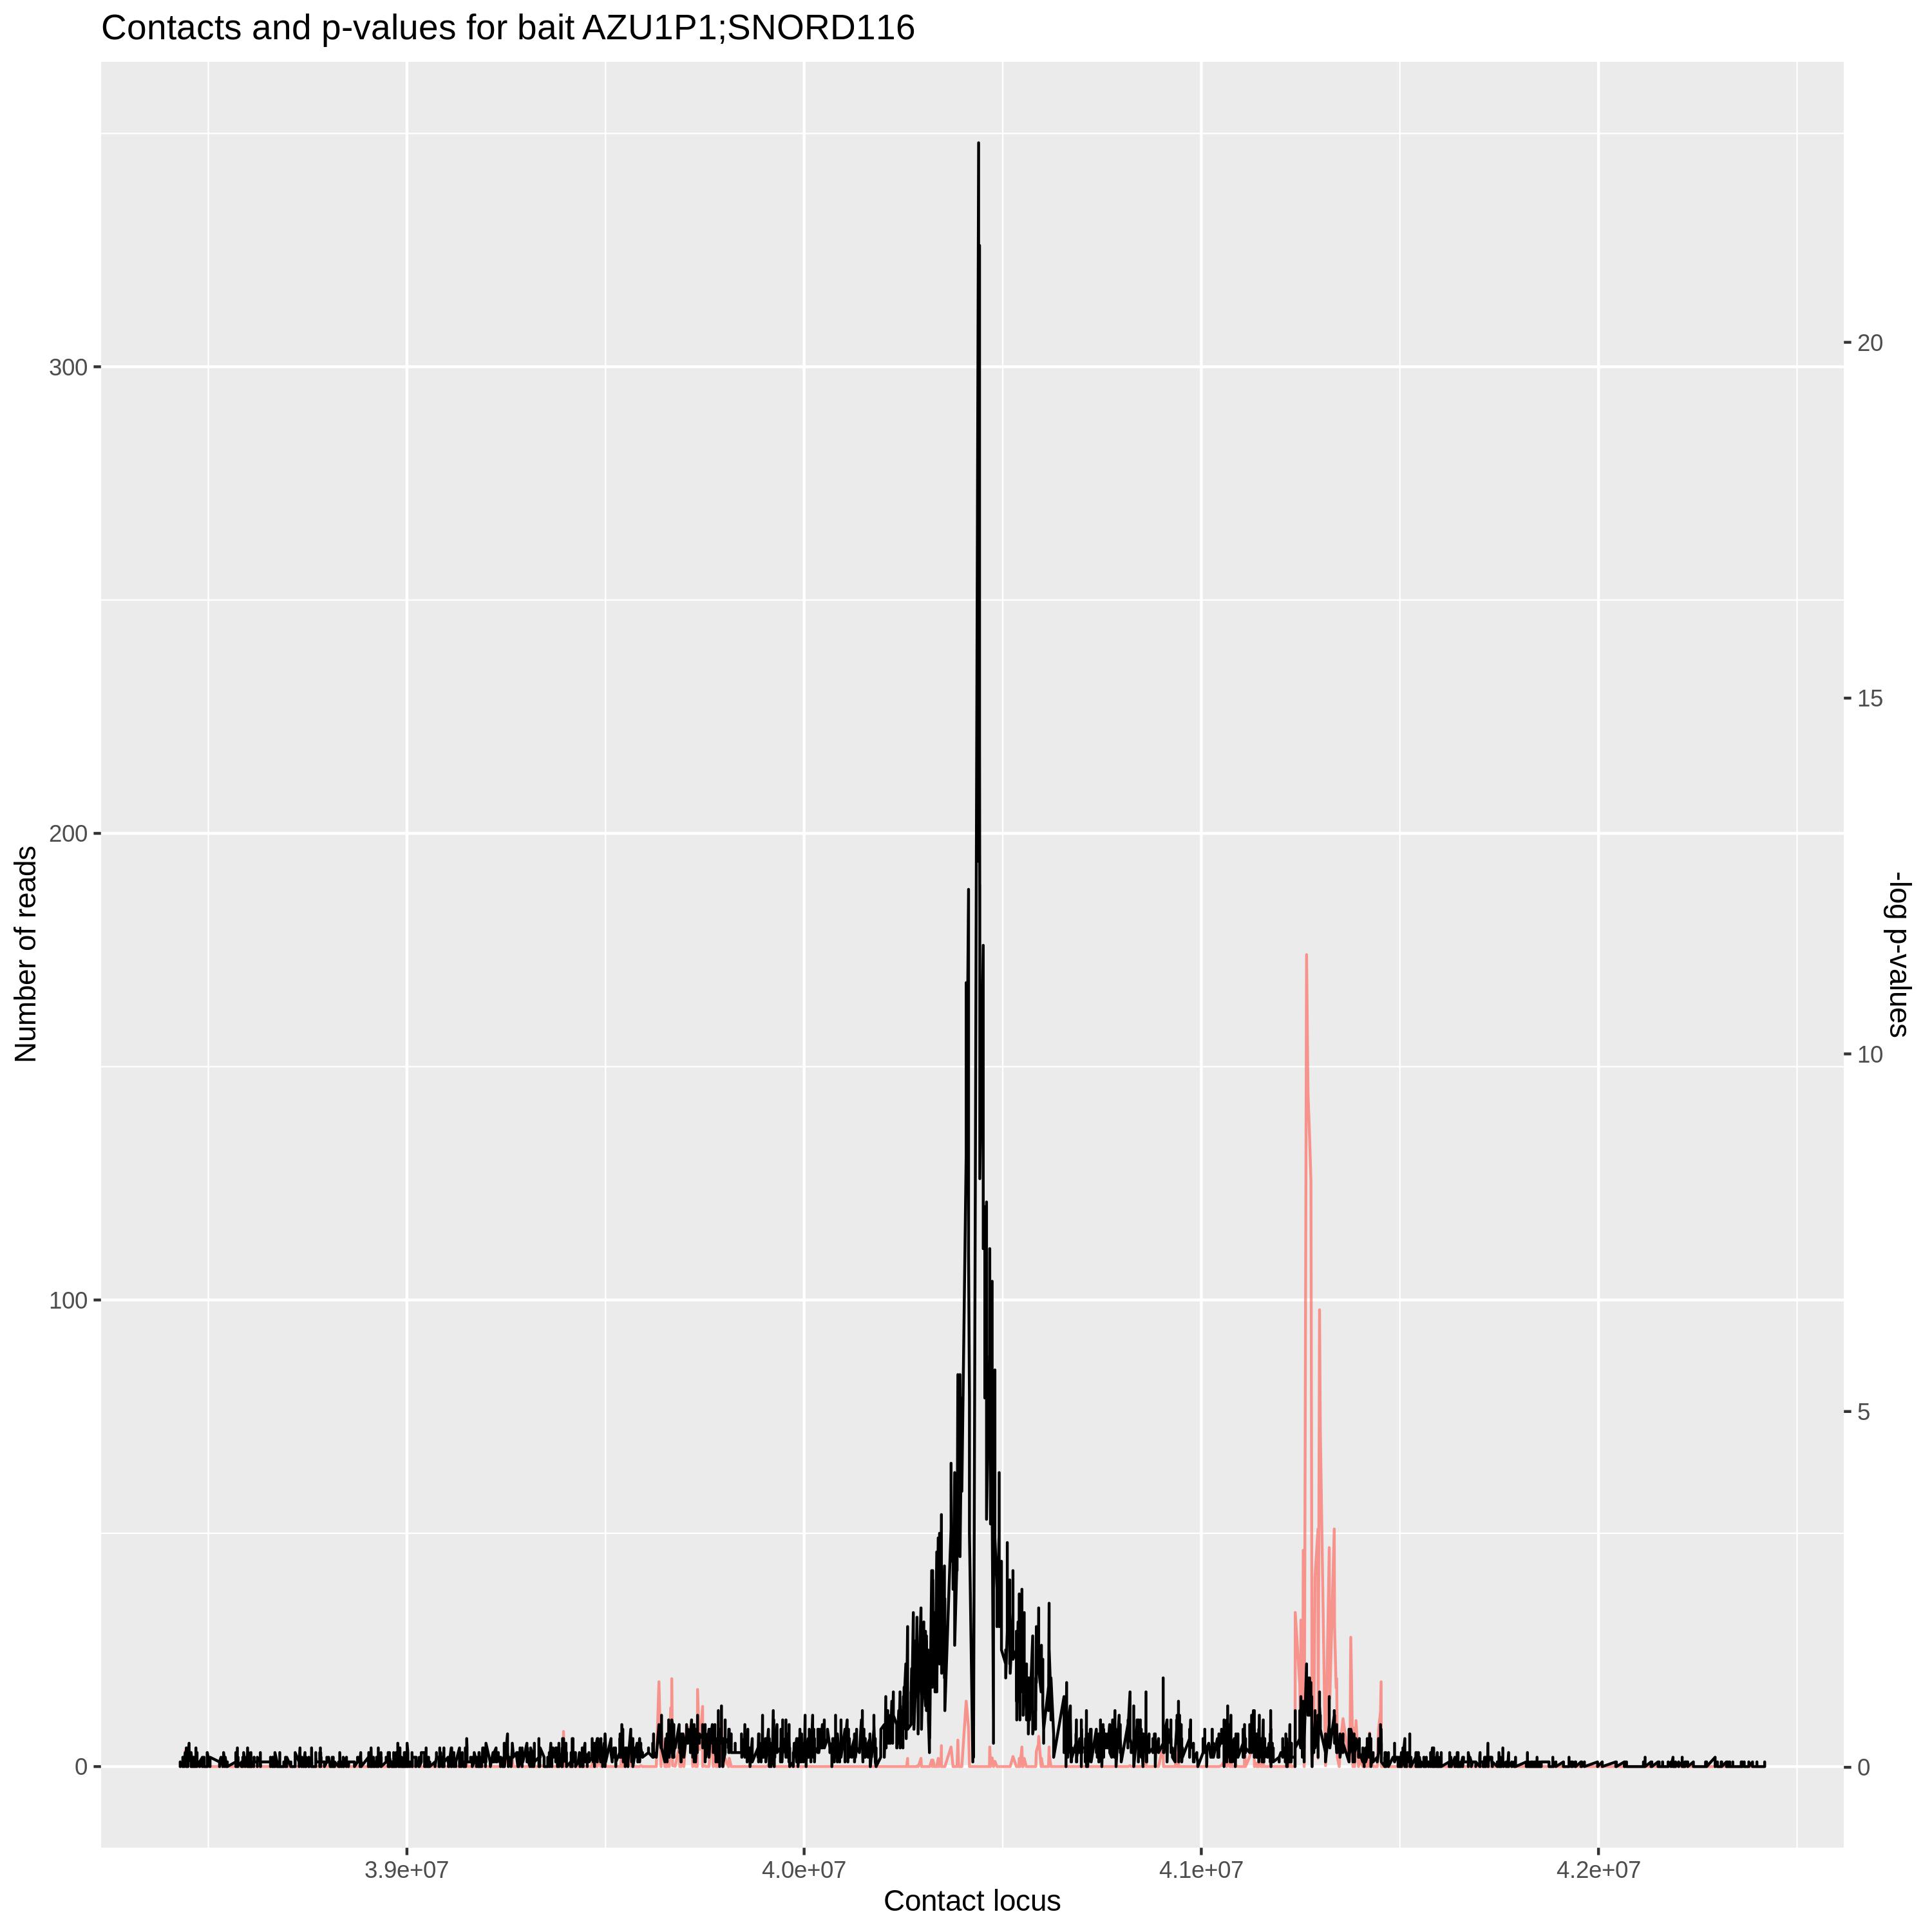 Contacts and p-values for bait AZU1P1;SNORD116
300
200
100
0
Number of reads
20
15
10
5
0
-log p-values
3.9e+07
4.0e+07
4.1e+07
4.2e+07
Contact locus